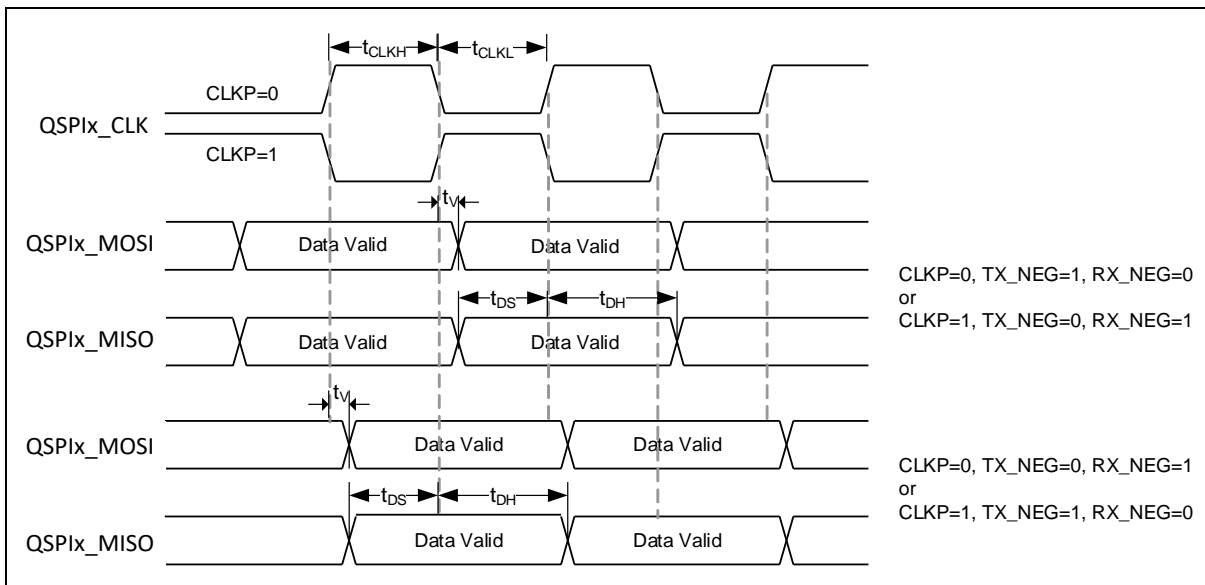 tCLKH
tCLKL
CLKP=0
QSPIx_CLK
CLKP=1
tV
QSPIx_MOSI
Data Valid
Data Valid
CLKP=0, TX_NEG=1, RX_NEG=0
or
CLKP=1, TX_NEG=0, RX_NEG=1
tDS
tDH
QSPIx_MISO
Data Valid
Data Valid
tV
QSPIx_MOSI
Data Valid
Data Valid
CLKP=0, TX_NEG=0, RX_NEG=1
or
CLKP=1, TX_NEG=1, RX_NEG=0
tDS
tDH
QSPIx_MISO
Data Valid
Data Valid